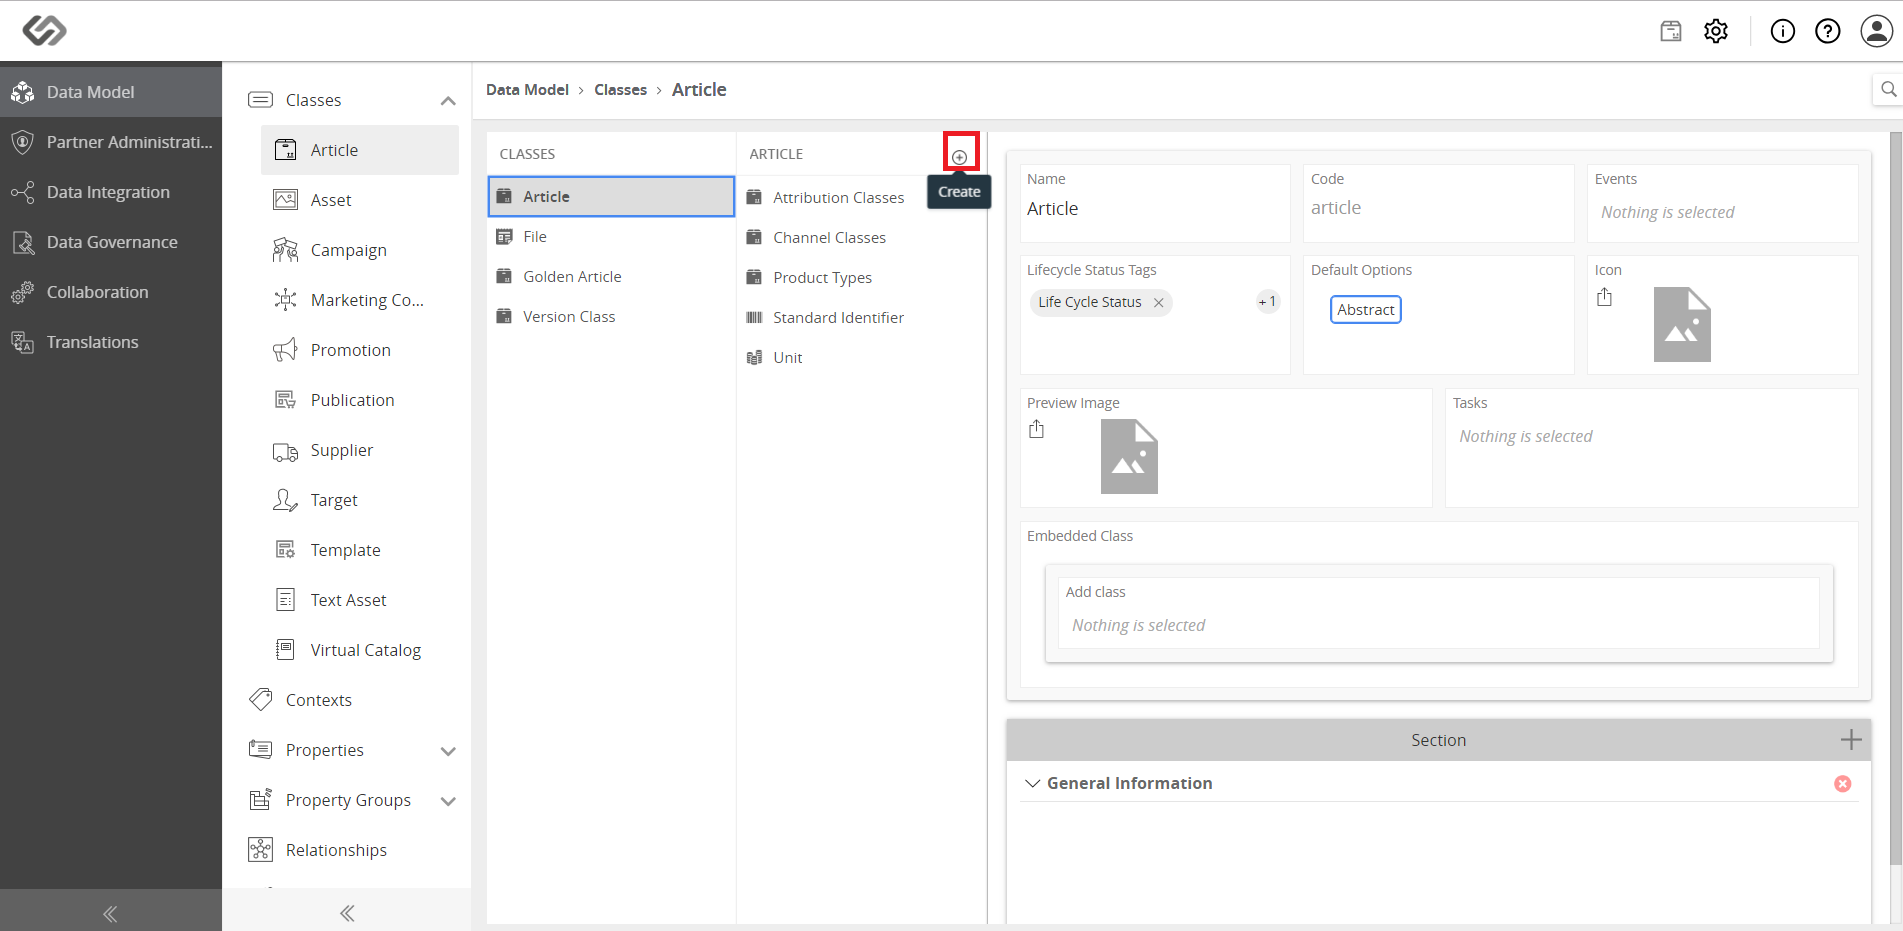 Data Model
Partner Administrati...
Data Integration
Data Governance
Collaboration
Translations
Classes
Article
Asset
Campaign
Marketing Co...
Promotion
Publication
Supplier
Target
Template
Text Asset
Virtual Catalog
Contexts
Properties
Property Groups
Relationships
Data Model > Classes > Article
CLASSES
Article
File
Golden Article
Version Class
ARTICLE
Create
Attribution Classes
Channel Classes
Product Types
Standard Identifier
Unit
Name
Article
Code
article
Events
Nothing is selected
Lifecycle Status Tags
Life Cycle Status
+1
Default Options
Abstract
Icon
Preview Image
Tasks
Nothing is selected
Embedded Class
Add class
Nothing is selected
Section
General Information